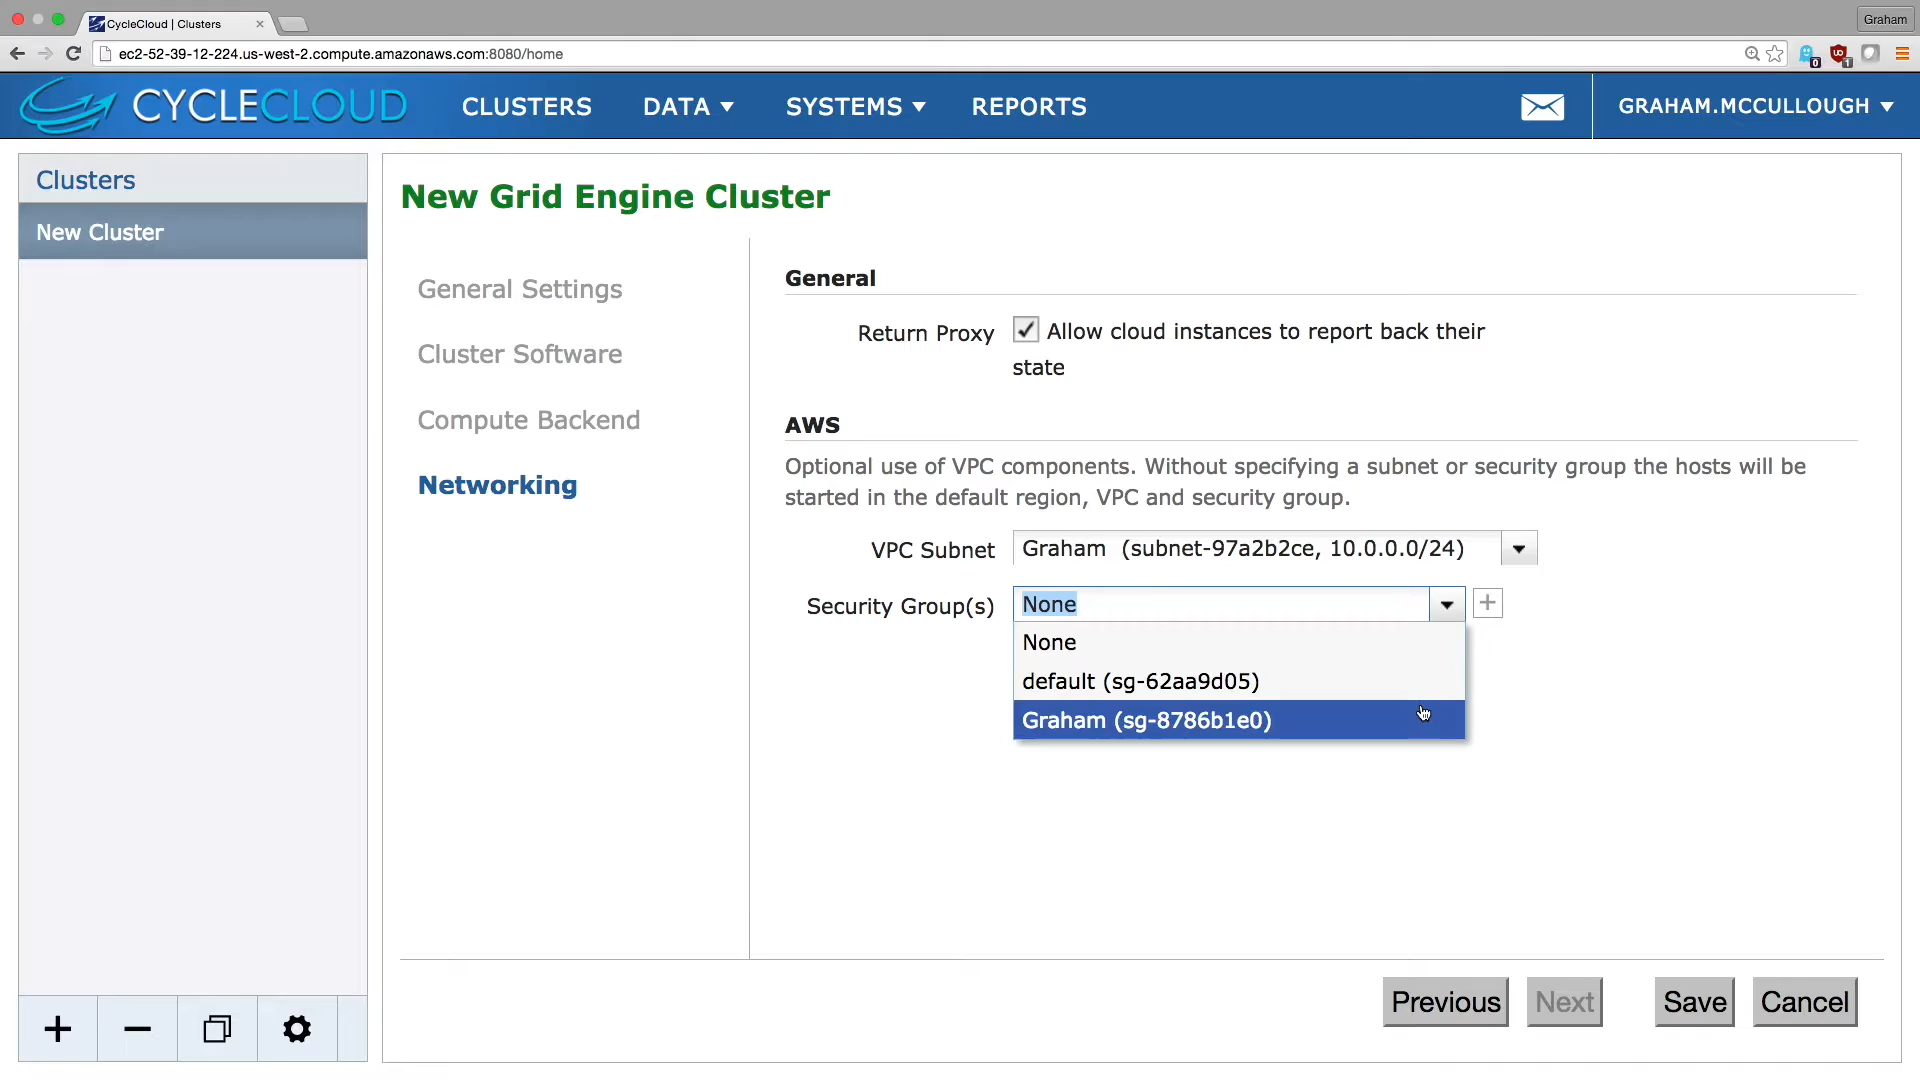 CycleCloud | Clusters
Graham
ec2-52-39-12-224.us-west-2.compute.amazonaws.com:8080/home
0
1
CYCLECLOUD
CLUSTERS
DATA
SYSTEMS
REPORTS
GRAHAM.MCCULLOUGH
Clusters
New Cluster
New Grid Engine Cluster
General Settings
Cluster Software
Compute Backend
Networking
General
Return Proxy
Allow cloud instances to report back their
state
AWS
Optional use of VPC components. Without specifying a subnet or security group the hosts will be
started in the default region, VPC and security group.
VPC Subnet
Graham (subnet-97a2b2ce, 10.0.0.0/24)
Security Group(s)
None
None
default (sg-62aa9d05)
Graham (sg-8786b1e0)
Previous
Next
Save
Cancel